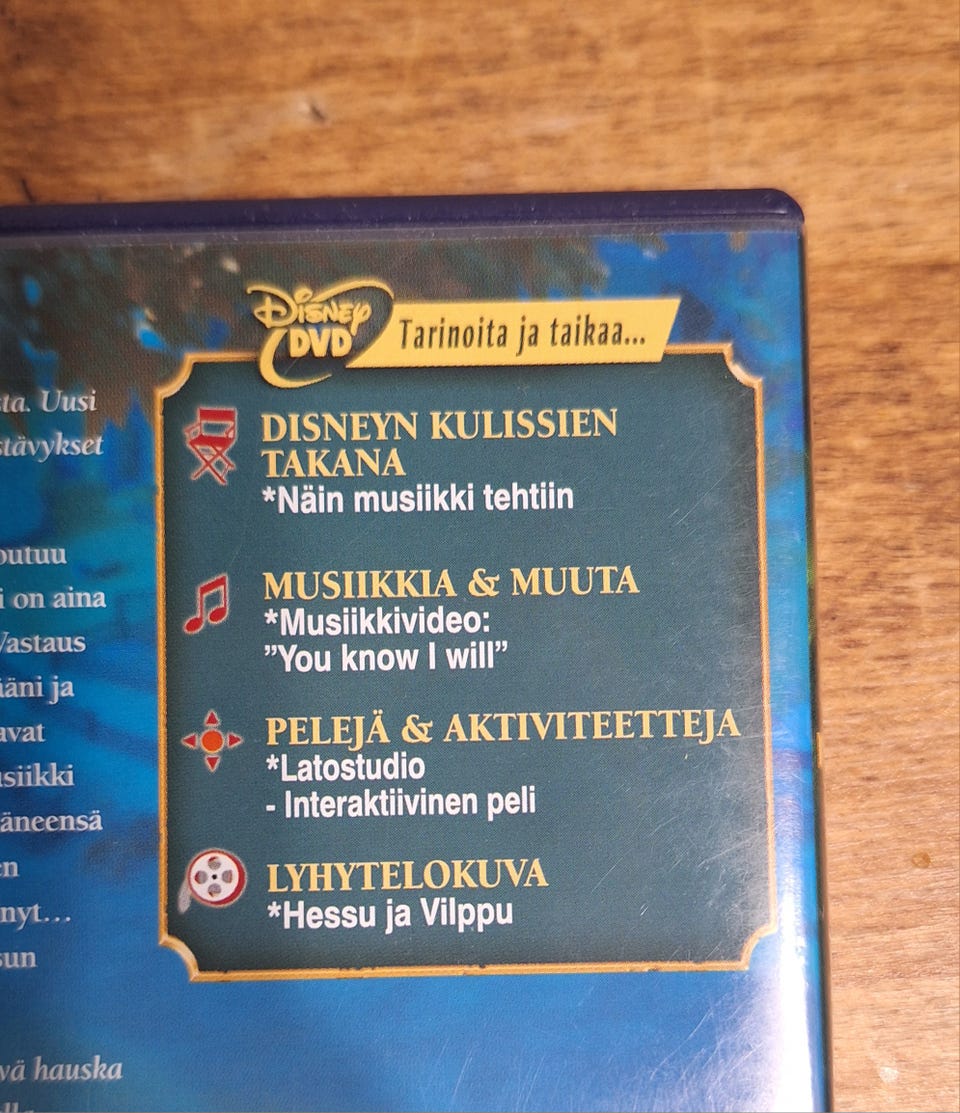 DISNEY
DVD
Tarinoita ja taikaa...
DISNEYN KULISSIEN
TAKANA
*Näin musiikki tehtiin
MUSIIKKIA & MUUTA
*Musiikkivideo:
”You know I will”
PELEJÄ & AKTIVITEETTEJA
*Latostudio
- Interaktiivinen peli
LYHYTELOKUVA
*Hessu ja Vilppu
sta. Uusi
stävykset
outuu
i on aina
Vastaus
ääni ja
avat
usiikki
äneensä
en
nyt...
sun
vä hauska